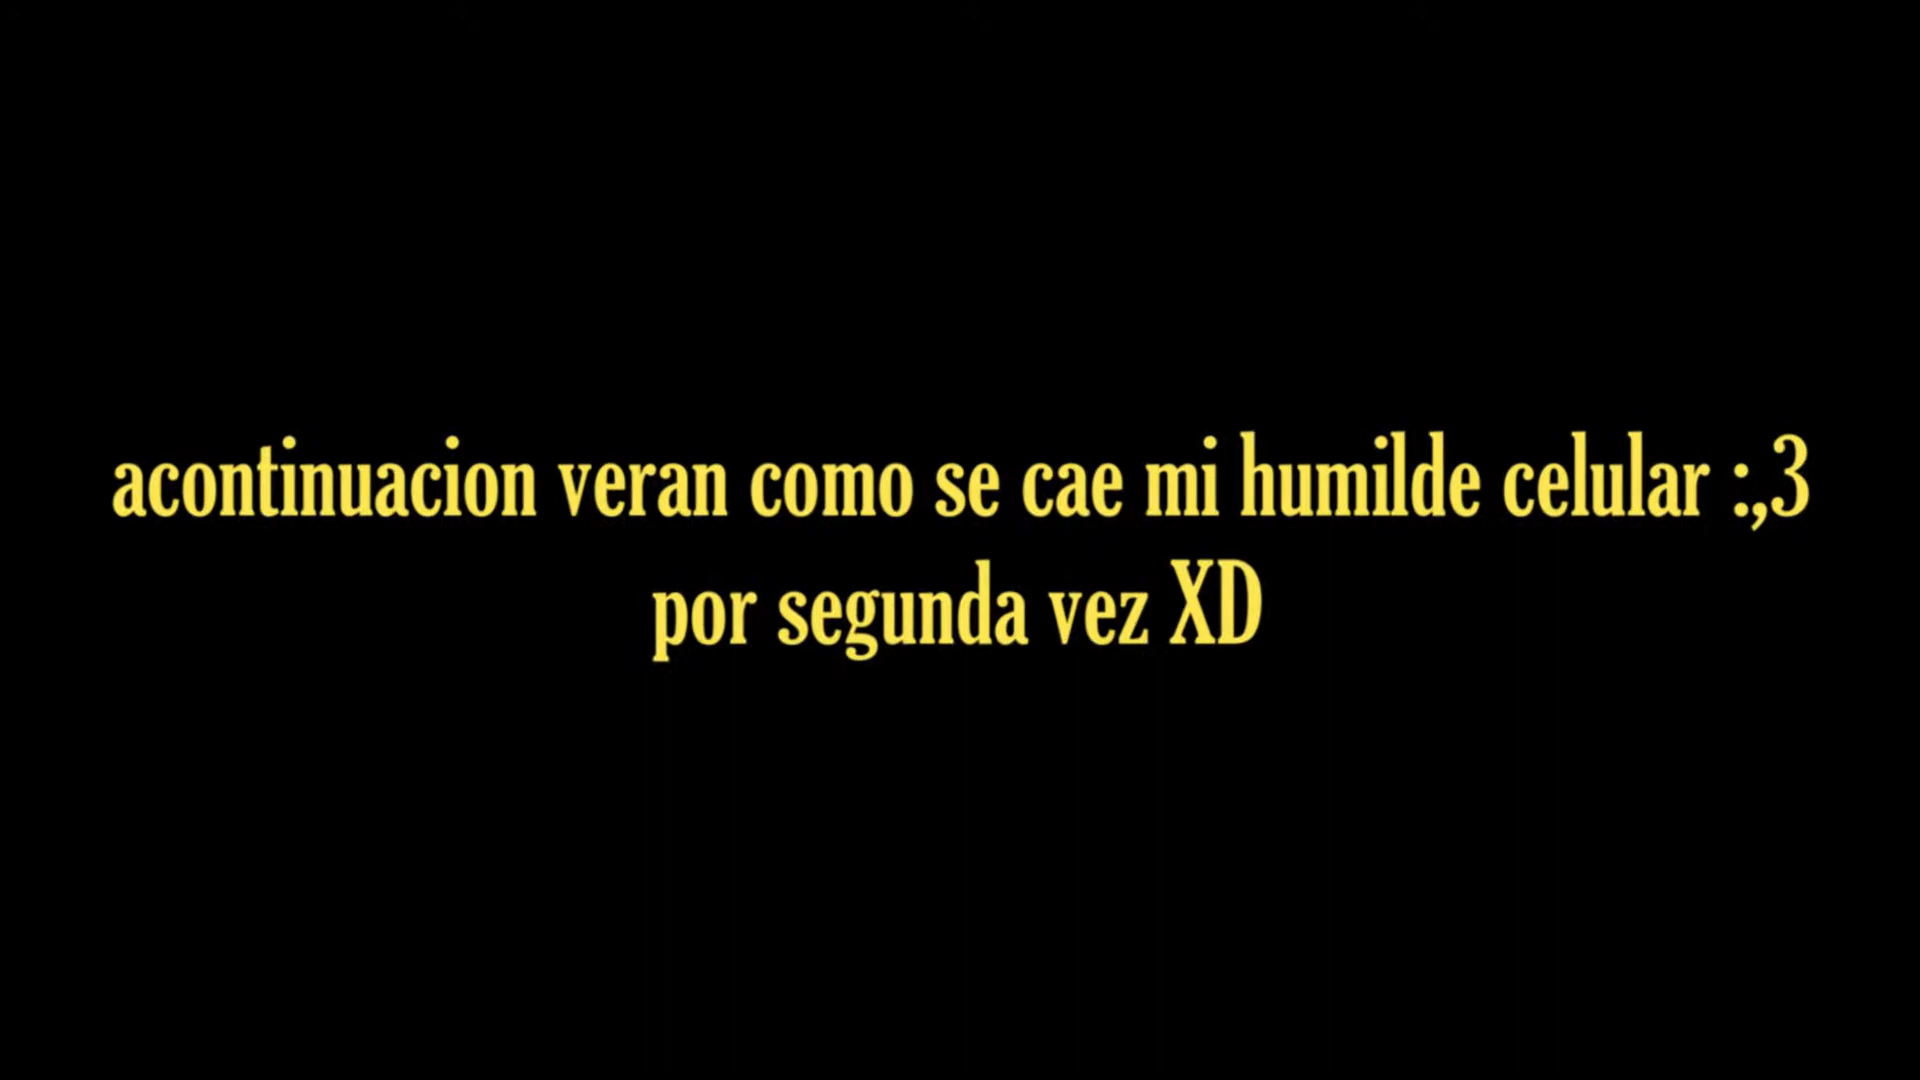 acontinuacion veran como se cae mi humilde celular :,3
por segunda vez XD